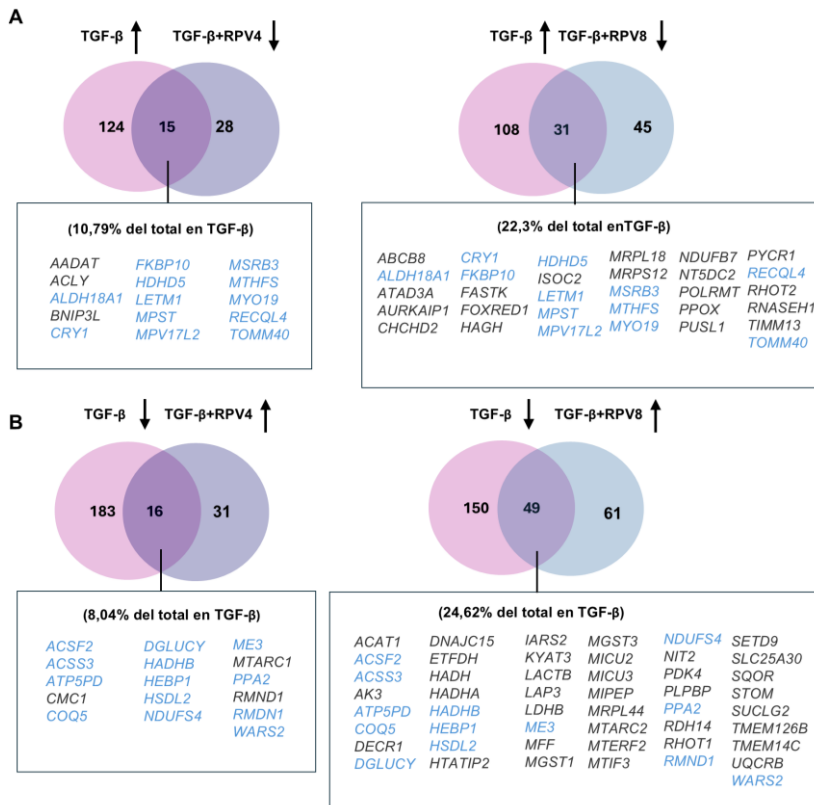 A
TGF-β TGF-β+RPV4
124 15 28
(10,79% del total en TGF-β)
AADAT FKBP10 MSRB3
ACLY HDHD5 MTHFS
ALDH18A1 LETM1 MYO19
BNIP3L MPST RECQL4
CRY1 MPV17L2 TOMM40
TGF-β TGF-β+RPV8
108 31 45
(22,3% del total enTGF-β)
ABCB8 CRY1 HDHD5 MRPL18 NDUFB7 PYCR1
ALDH18A1 FKBP10 ISOC2 MRPS12 NT5DC2 RECQL4
ATAD3A FASTK LETM1 MSRB3 POLRMT RHOT2
AURKAIP1 FOXRED1 MPST MTHFS PPOX RNASEH1
CHCHD2 HAGH MPV17L2 MYO19 PUSL1 TIMM13
TOMM40
B
TGF-β TGF-β+RPV4
183 16 31
(8,04% del total en TGF-β)
ACSF2 DGLUCY ME3
ACSS3 HADHB MTARC1
ATP5PD HEBP1 PPA2
CMC1 HSDL2 RMND1
COQ5 NDUFS4 RMDN1
WARS2
TGF-β TGF-β+RPV8
150 49 61
(24,62% del total en TGF-β)
ACAT1 DNAJC15 IARS2 MGST3 NDUFS4 SETD9
ACSF2 ETFDH KYAT3 MICU2 NIT2 SLC25A30
ACSS3 HADH LACTB MICU3 PDK4 SQOR
AK3 HADHA LAP3 MIPEP PLPBP STOM
ATP5PD HADHB LDHB MRPL44 PPA2 SUCLG2
COQ5 HEBP1 ME3 MTARC2 RDH14 TMEM126B
DECR1 HSDL2 MFF MTERF2 RHOT1 TMEM14C
DGLUCY HTATIP2 MGST1 MTIF3 RMND1 UQCRB
WARS2